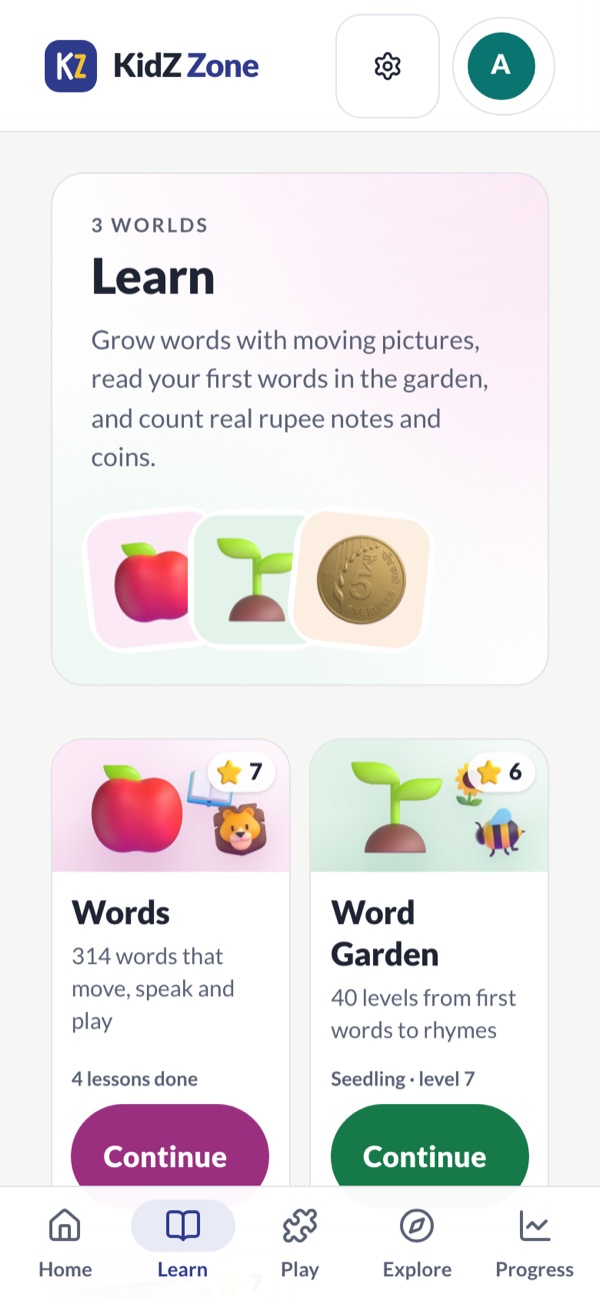 KZ KidZ Zone
A
3 WORLDS
Learn
Grow words with moving pictures,
read your first words in the garden,
and count real rupee notes and
coins.
₹
5
7
6
Words
314 words that
move, speak and
play
4 lessons done
Continue
Word
Garden
40 levels from first
words to rhymes
Seedling · level 7
Continue
Home
Learn
Play
Explore
Progress
7